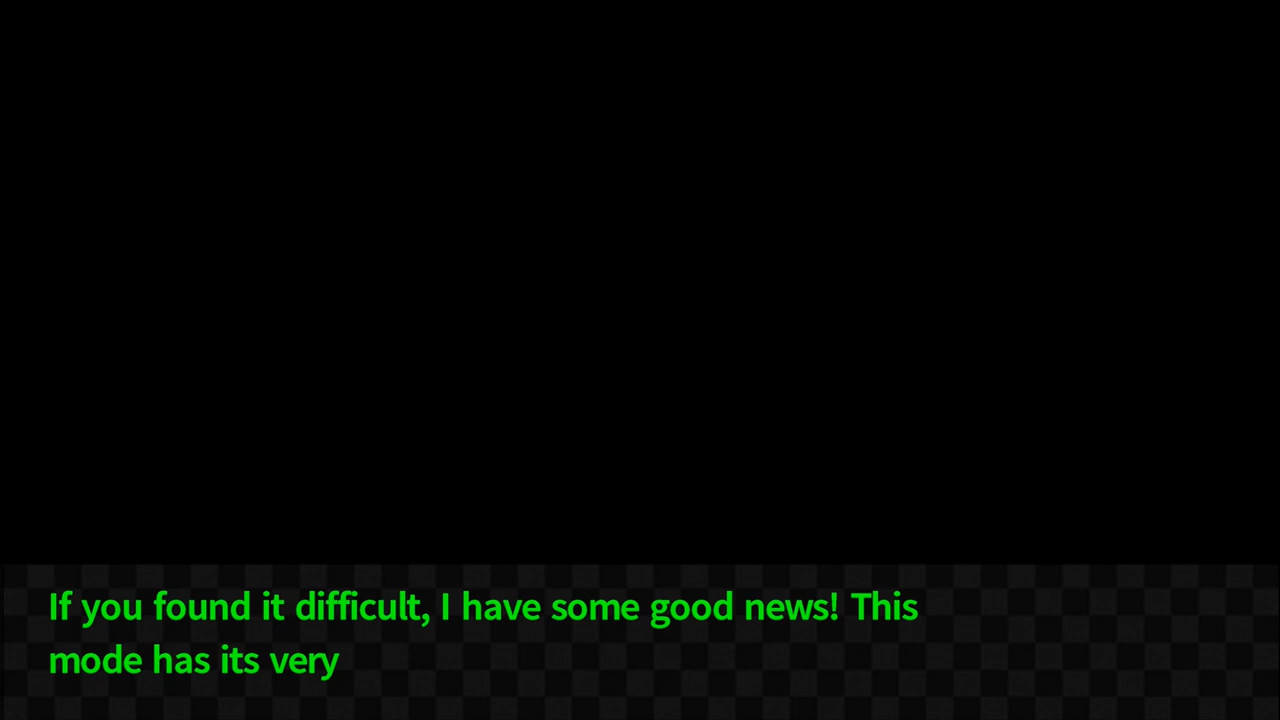 If you found it difficult, I have some good news! This
mode has its very